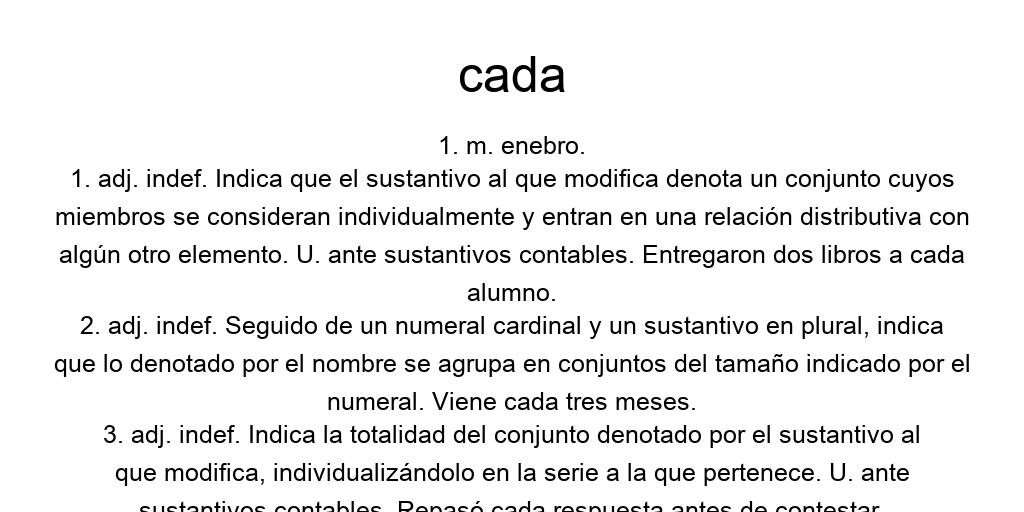 cada
1. m. enebro.
1. adj. indef. Indica que el sustantivo al que modifica denota un conjunto cuyos
miembros se consideran individualmente y entran en una relación distributiva con
algún otro elemento. U. ante sustantivos contables. Entregaron dos libros a cada
alumno.
2. adj. indef. Seguido de un numeral cardinal y un sustantivo en plural, indica
que lo denotado por el nombre se agrupa en conjuntos del tamaño indicado por el
numeral. Viene cada tres meses.
3. adj. indef. Indica la totalidad del conjunto denotado por el sustantivo al
que modifica, individualizándolo en la serie a la que pertenece. U. ante
sustantivos contables. Repasó cada respuesta antes de contestar.